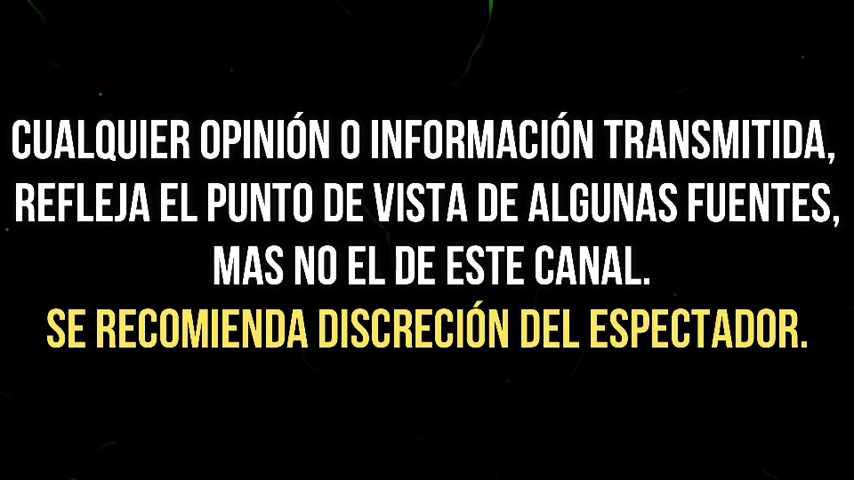 CUALQUIER OPINIÓN O INFORMACIÓN TRANSMITIDA,
REFLEJA EL PUNTO DE VISTA DE ALGUNAS FUENTES,
MAS NO EL DE ESTE CANAL.
SE RECOMIENDA DISCRECIÓN DEL ESPECTADOR.